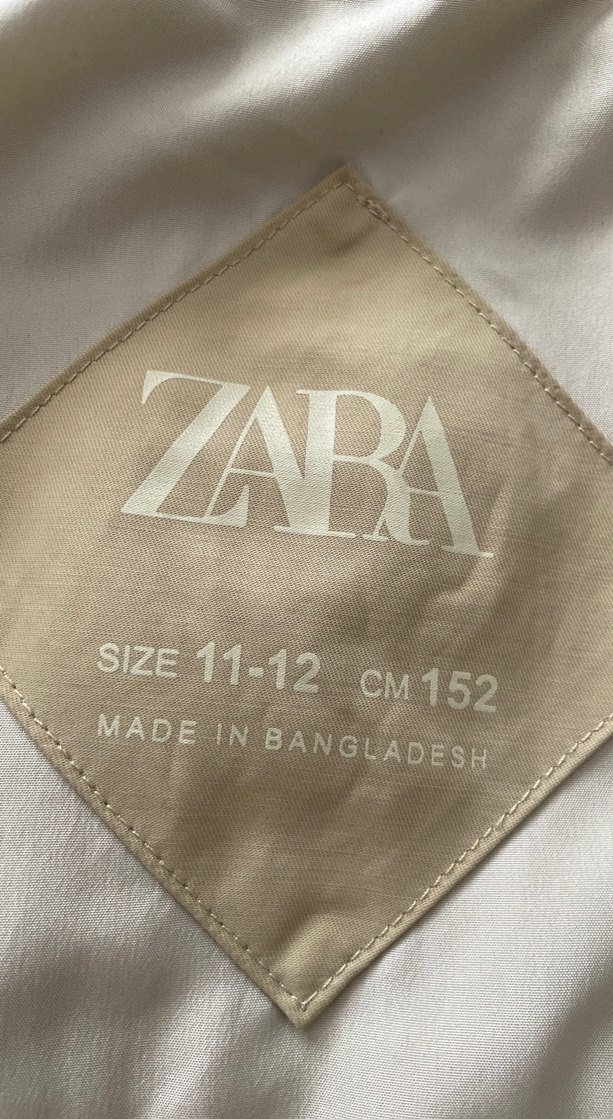 ZARA
SIZE 11-12 CM 152
MADE IN BANGLADESH